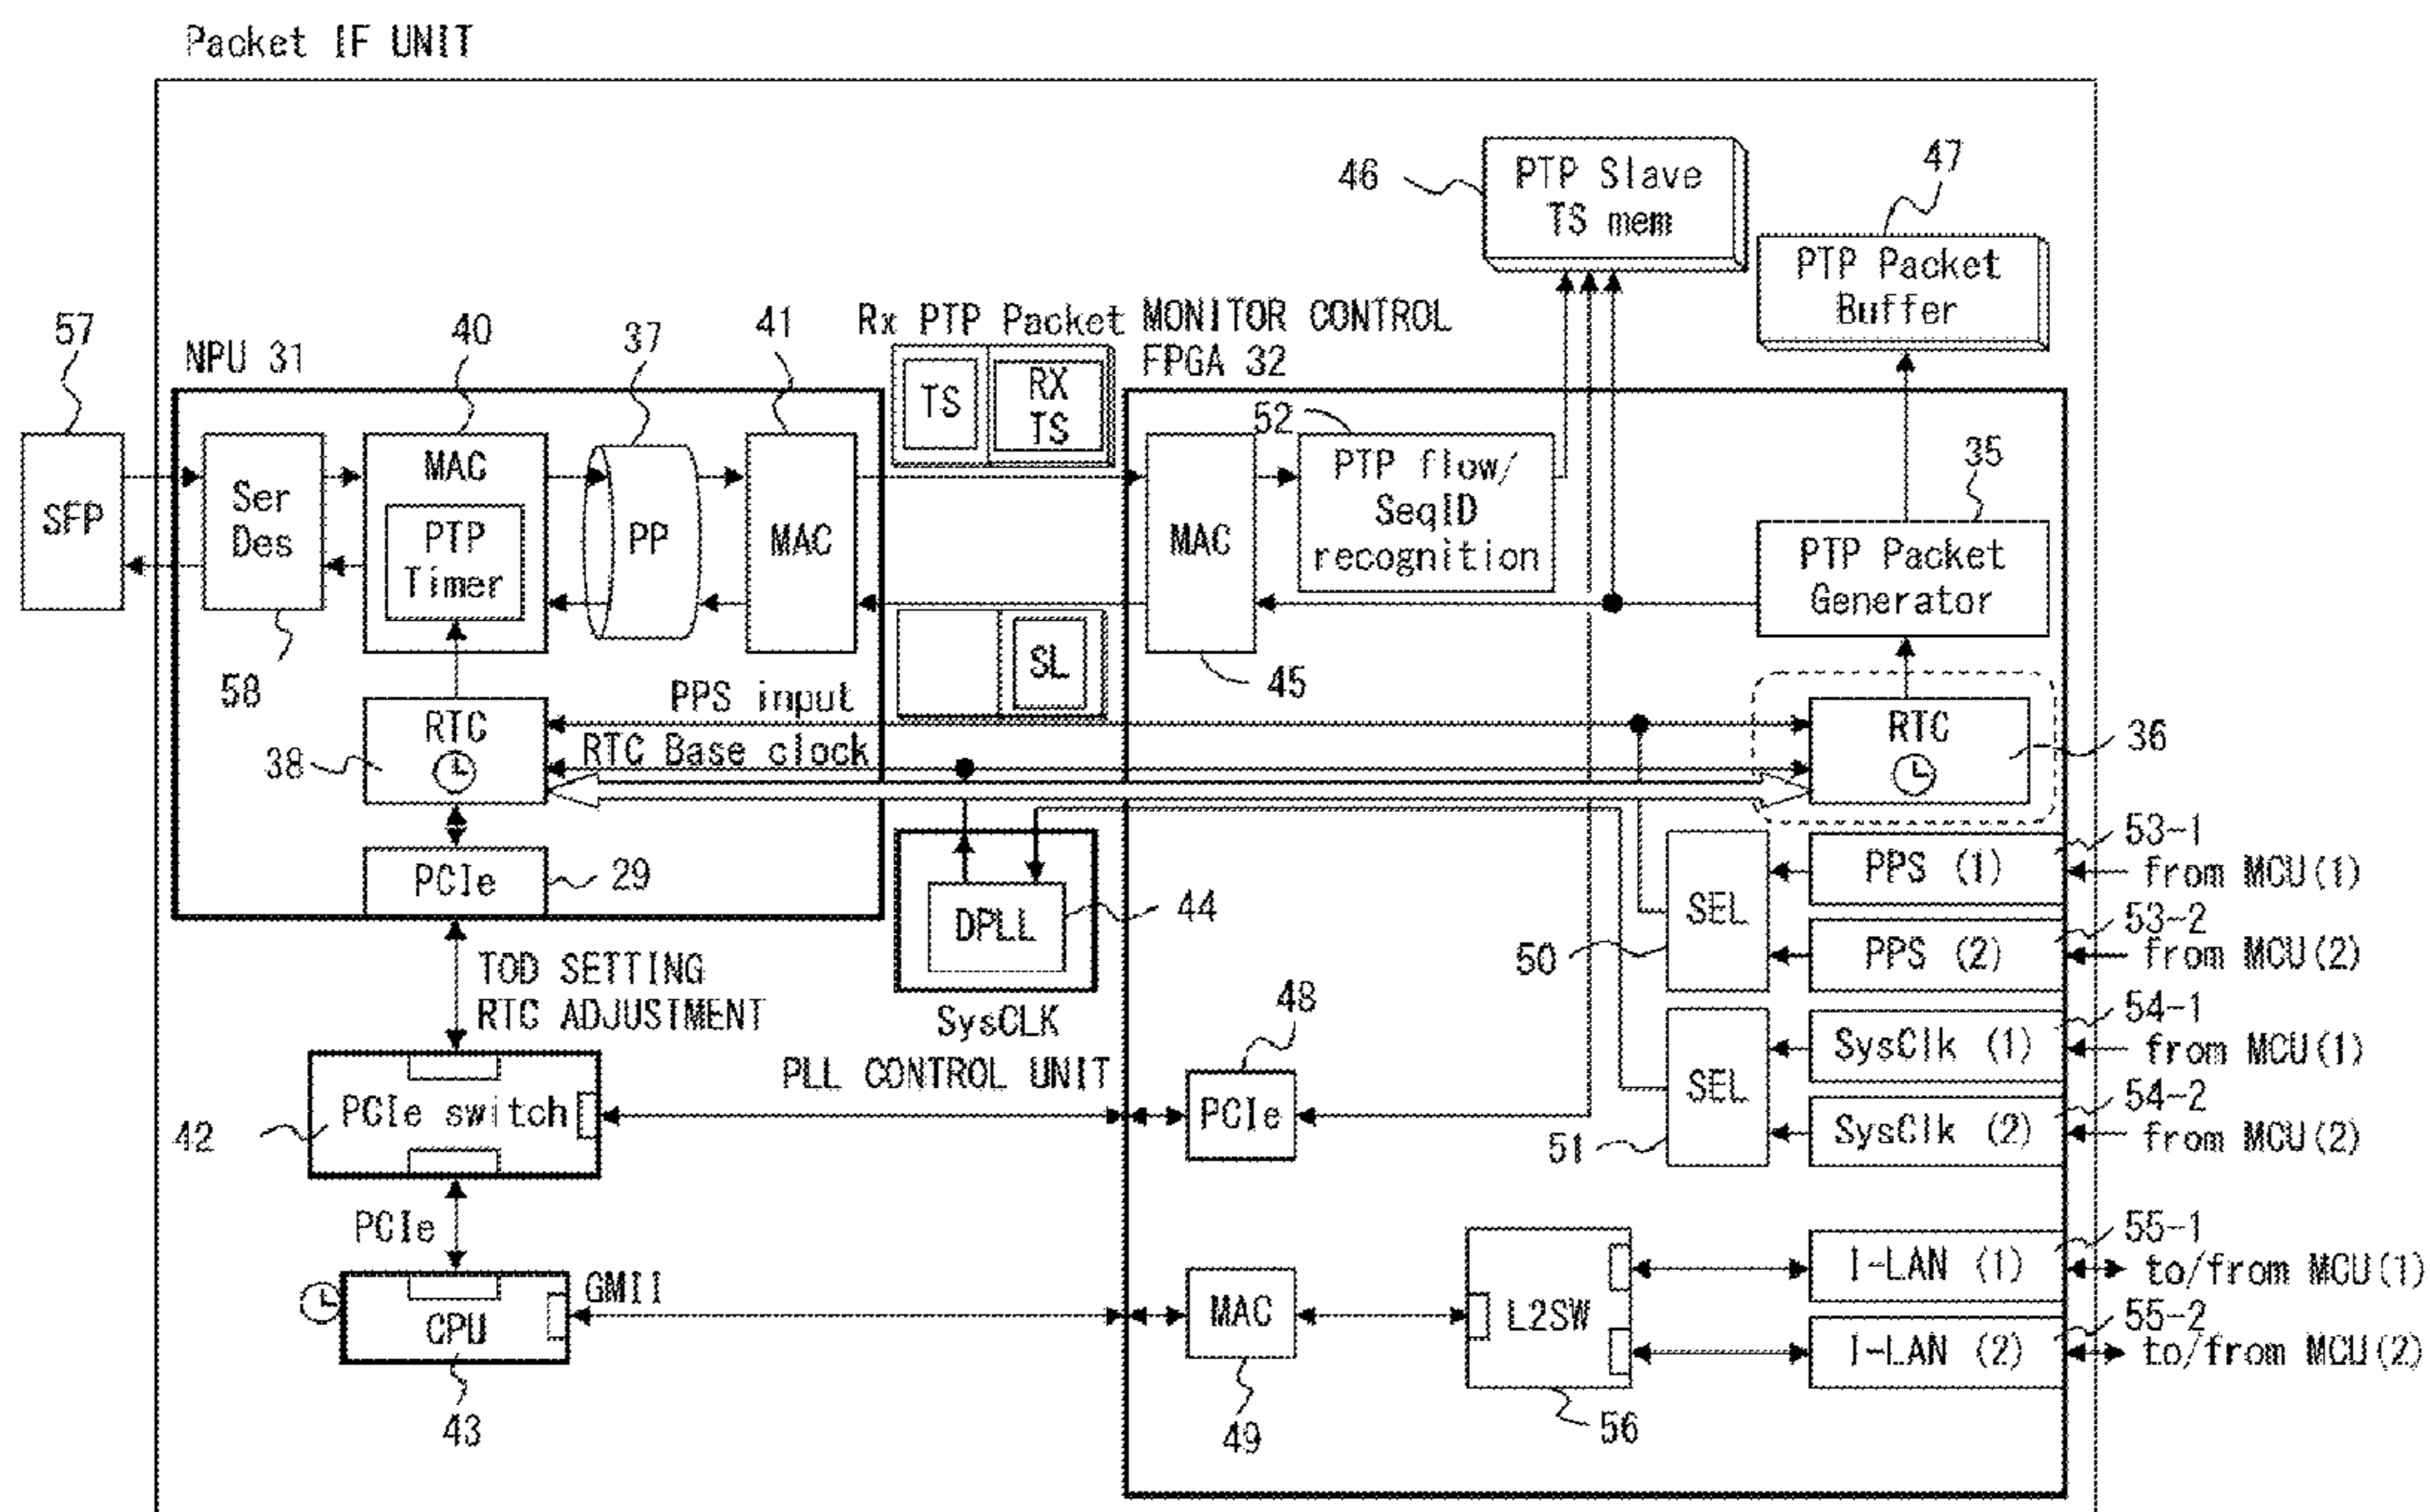 Packet IF UNIT
46
PTP Slave
TS mem
47
PTP Packet
Buffer
57
NPU 31
40
37
41
Rx PTP Packet
MONITOR CONTROL
FPGA 32
TS
RX
TS
52
35
SFP
Ser
Des
MAC
PTP
Timer
PP
MAC
MAC
PTP flow/
SeqID
recognition
PTP Packet
Generator
58
SL
45
PPS input
38
RTC
RTC Base clock
RTC
36
PCIe
29
DPLL
44
SysCLK
PLL CONTROL UNIT
SEL
50
PPS (1)
53-1
from MCU(1)
PPS (2)
53-2
from MCU(2)
TOD SETTING
RTC ADJUSTMENT
48
PCIe
SEL
51
SysClk (1)
54-1
from MCU(1)
SysClk (2)
54-2
from MCU(2)
PCIe switch
42
PCIe
GMII
CPU
43
MAC
49
L2SW
56
I-LAN (1)
55-1
to/from MCU(1)
I-LAN (2)
55-2
to/from MCU(2)